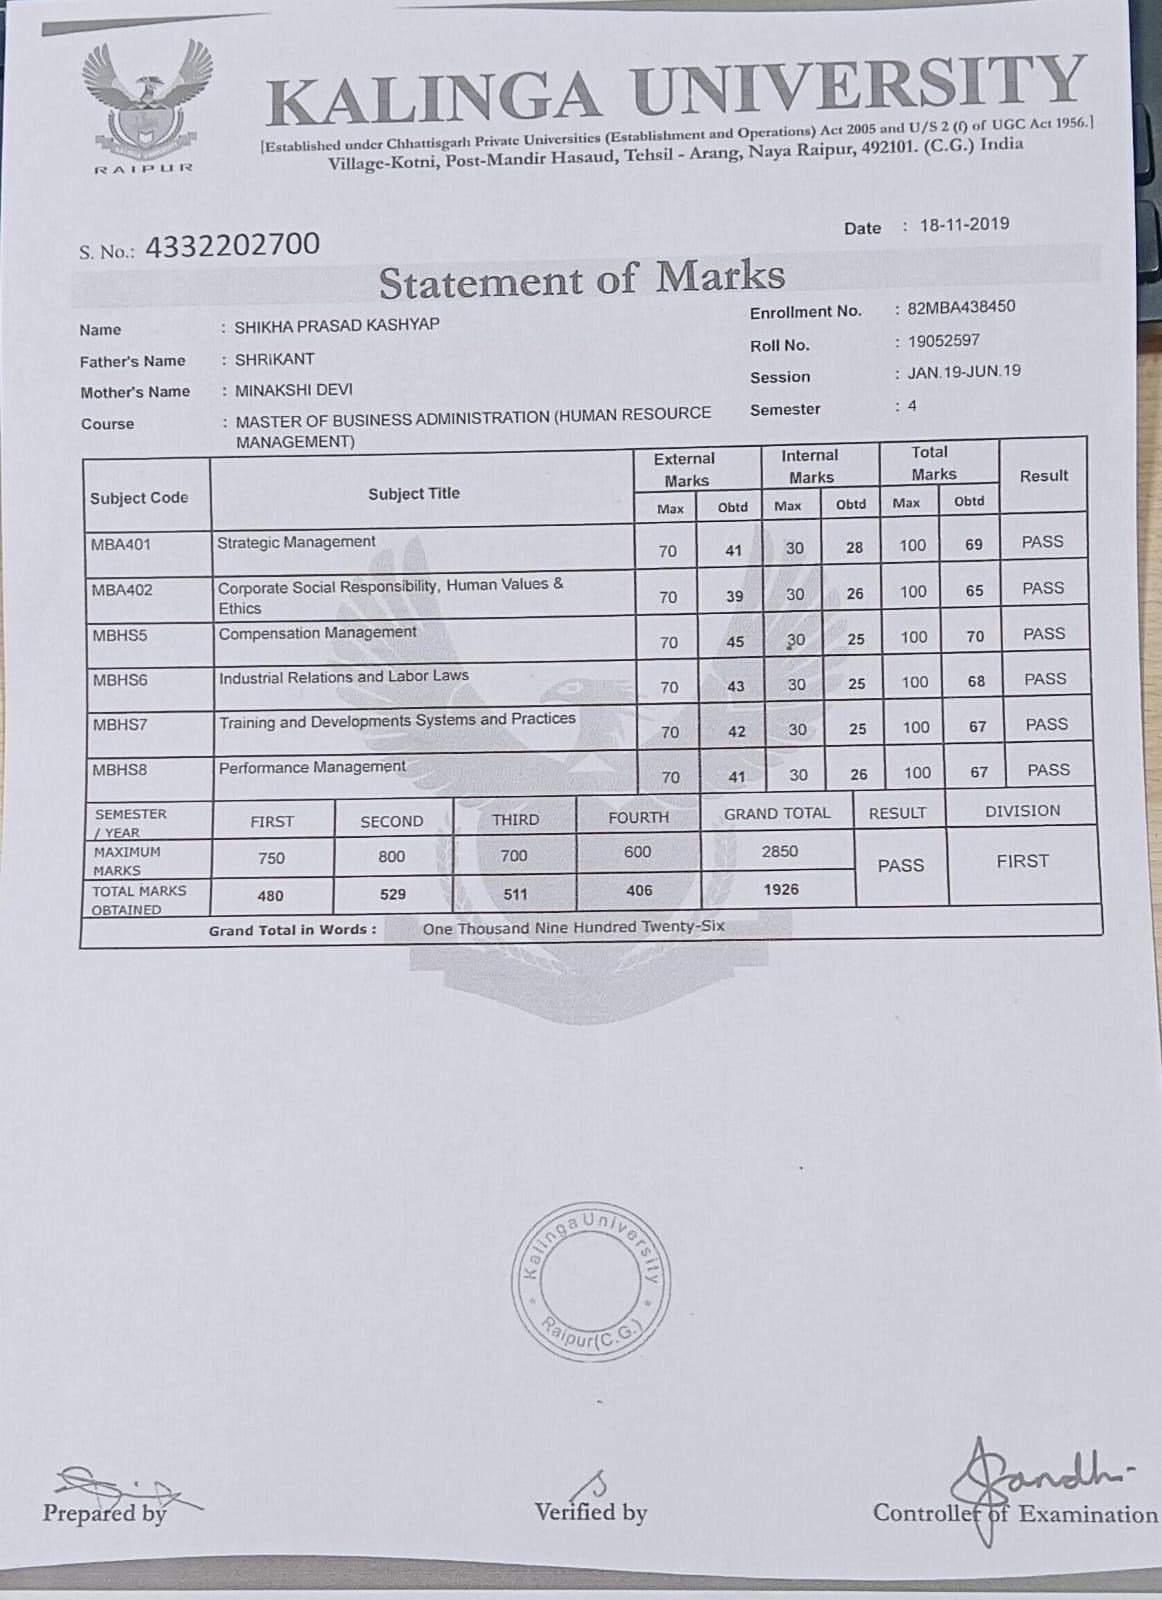 RAIPUR
KALINGA UNIVERSITY
[Established under Chhattisgarh Private Universities (Establishment and Operations) Act 2005 and U/S 2 (f) of UGC Act 1956.]
Village-Kotni, Post-Mandir Hasaud, Tehsil - Arang, Naya Raipur, 492101. (C.G.) India
S. No.: 4332202700
Date : 18-11-2019
Statement of Marks
Name : SHIKHA PRASAD KASHYAP
Enrollment No. : 82MBA438450
Father's Name : SHRIKANT
Roll No. : 19052597
Mother's Name : MINAKSHI DEVI
Session : JAN.19-JUN.19
Course : MASTER OF BUSINESS ADMINISTRATION (HUMAN RESOURCE
MANAGEMENT)
Semester : 4
Subject Code Subject Title External Marks Internal Marks Total Marks Result
Max Obtd Max Obtd Max Obtd
MBA401 Strategic Management 70 41 30 28 100 69 PASS
MBA402 Corporate Social Responsibility, Human Values &
Ethics 70 39 30 26 100 65 PASS
MBHS5 Compensation Management 70 45 30 25 100 70 PASS
MBHS6 Industrial Relations and Labor Laws 70 43 30 25 100 68 PASS
MBHS7 Training and Developments Systems and Practices 70 42 30 25 100 67 PASS
MBHS8 Performance Management 70 41 30 26 100 67 PASS
SEMESTER / YEAR FIRST SECOND THIRD FOURTH GRAND TOTAL RESULT DIVISION
MAXIMUM MARKS 750 800 700 600 2850 PASS FIRST
TOTAL MARKS OBTAINED 480 529 511 406 1926
Grand Total in Words : One Thousand Nine Hundred Twenty-Six
Kalinga University
* Raipur(C.G.) *
Prepared by
Verified by
Controller of Examination